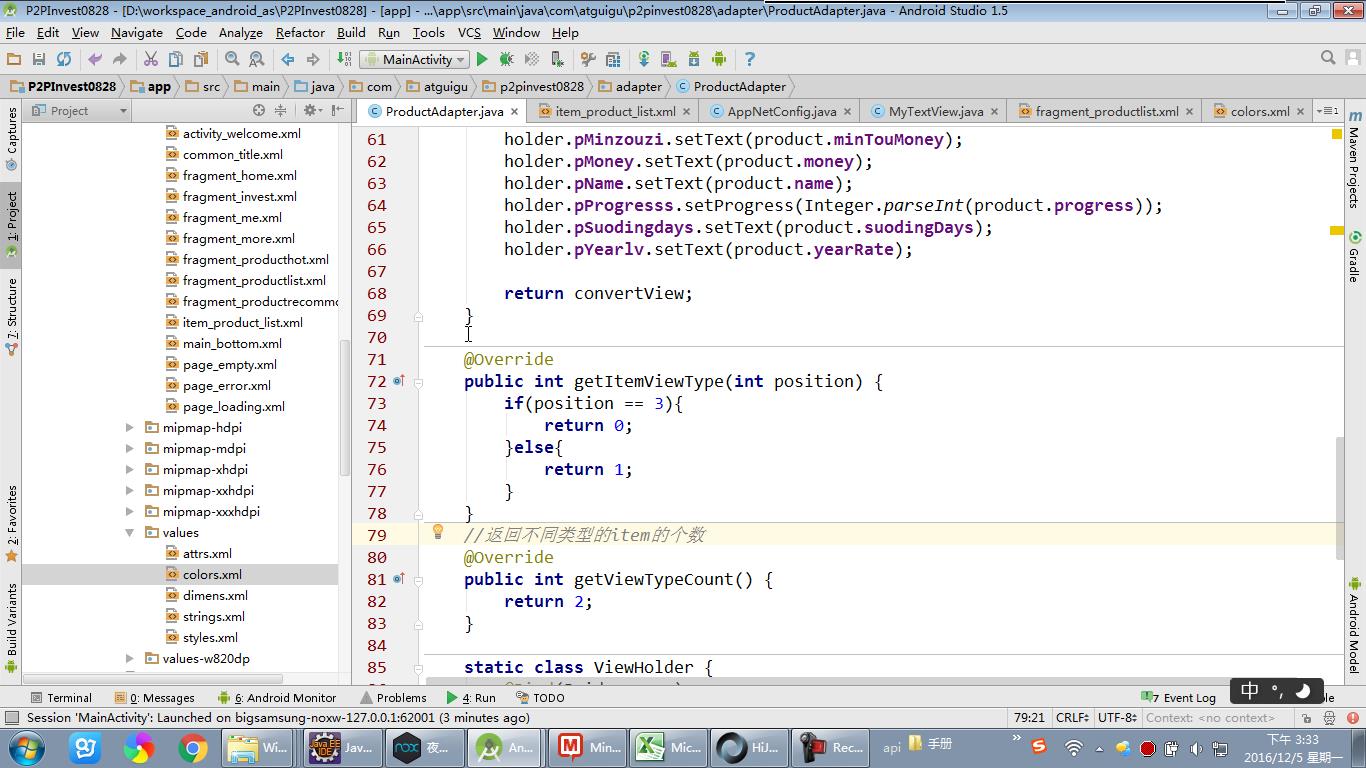 P2PInvest0828 - [D:\workspace_android_as\P2PInvest0828] - [app] - ...\app\src\main\java\com\atguigu\p2pinvest0828\adapter\ProductAdapter.java - Android Studio 1.5
File Edit View Navigate Code Analyze Refactor Build Run Tools VCS Window Help
MainActivity
P2PInvest0828 app src main java com atguigu p2pinvest0828 adapter ProductAdapter
Project
ProductAdapter.java item_product_list.xml AppNetConfig.java MyTextView.java fragment_productlist.xml colors.xml
Captures
1: Project
7: Structure
2: Favorites
Build Variants
activity_welcome.xml
common_title.xml
fragment_home.xml
fragment_invest.xml
fragment_me.xml
fragment_more.xml
fragment_producthot.xml
fragment_productlist.xml
fragment_productrecomm
item_product_list.xml
main_bottom.xml
page_empty.xml
page_error.xml
page_loading.xml
mipmap-hdpi
mipmap-mdpi
mipmap-xhdpi
mipmap-xxhdpi
mipmap-xxxhdpi
values
attrs.xml
colors.xml
dimens.xml
strings.xml
styles.xml
values-w820dp
61 holder.pMinzouzi.setText(product.minTouMoney);
62 holder.pMoney.setText(product.money);
63 holder.pName.setText(product.name);
64 holder.pProgresss.setProgress(Integer.parseInt(product.progress));
65 holder.pSuodingdays.setText(product.suodingDays);
66 holder.pYearlv.setText(product.yearRate);
67
68 return convertView;
69 }
70
71 @Override
72 public int getItemViewType(int position) {
73 if(position == 3){
74 return 0;
75 }else{
76 return 1;
77 }
78 }
79 //返回不同类型的item的个数
80 @Override
81 public int getViewTypeCount() {
82 return 2;
83 }
84
85 static class ViewHolder {
Maven Projects
Gradle
Android Model
Terminal 0: Messages 6: Android Monitor Problems 4: Run TODO 7 Event Log
中 °,
Session 'MainActivity': Launched on bigsamsung-noxw-127.0.0.1:62001 (3 minutes ago) 79:21 CRLF UTF-8 Context: <no context>
Wi... Jav... 夜... An... Min... Mic... HiJ... Rec... api 手册
下午 3:33
2016/12/5 星期一